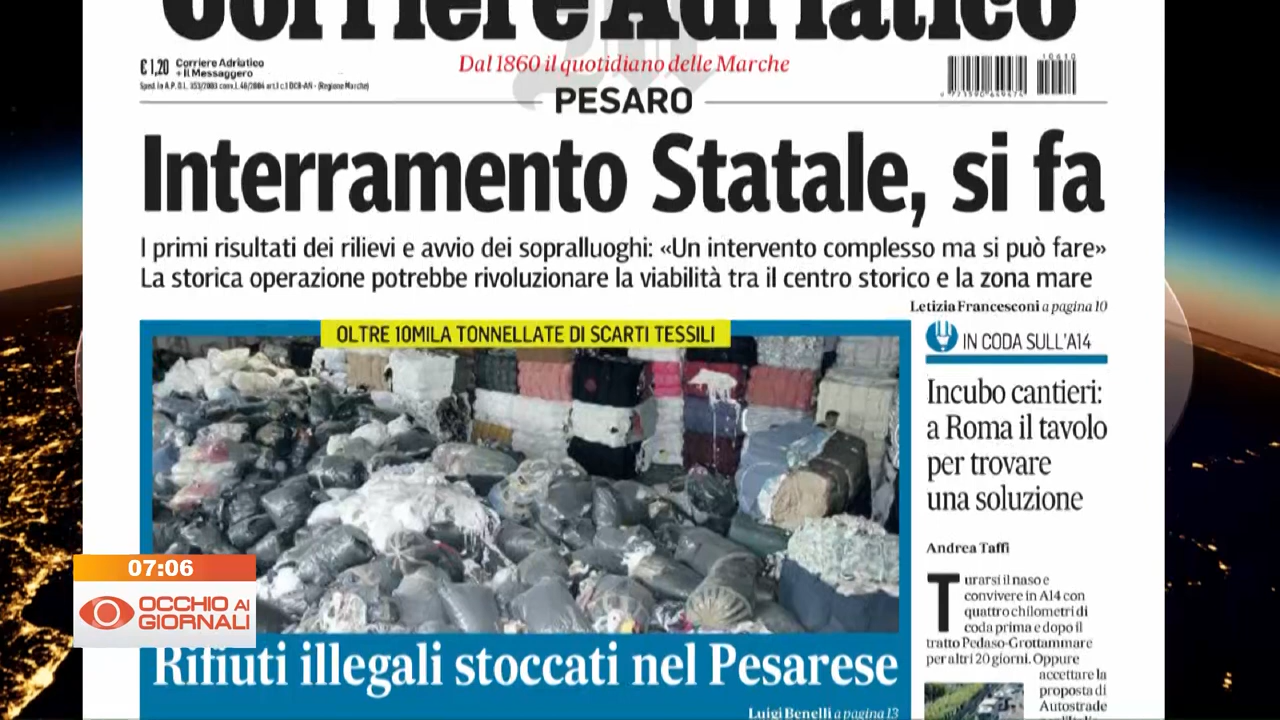 Corriere Adriatico
€ 1,20 Corriere Adriatico
+ Il Messaggero
Dal 1860 il quotidiano delle Marche
PESARO
Interramento Statale, si fa
I primi risultati dei rilievi e avvio dei sopralluoghi: «Un intervento complesso ma si può fare»
La storica operazione potrebbe rivoluzionare la viabilità tra il centro storico e la zona mare
Letizia Francesconi a pagina 10
OLTRE 10MILA TONNELLATE DI SCARTI TESSILI
Rifiuti illegali stoccati nel Pesarese
Luigi Benelli a pagina 13
IN CODA SULL'A14
Incubo cantieri:
a Roma il tavolo
per trovare
una soluzione
Andrea Taffi
Turarsi il naso e
convivere in A14 con
quattro chilometri di
coda prima e dopo il
tratto Pedaso-Grottammare
per altri 20 giorni. Oppure
accettare la
proposta di
Autostrade
07:06
OCCHIO AI
GIORNALI